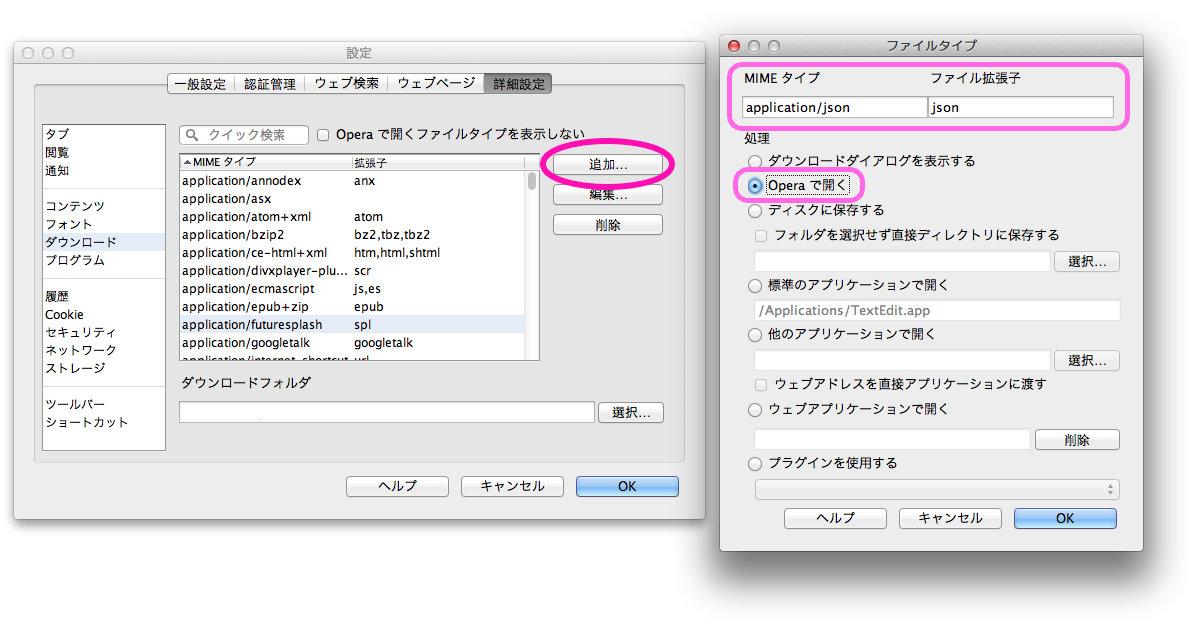 設定
一般設定 認証管理 ウェブ検索 ウェブページ 詳細設定
タブ
閲覧
通知
コンテンツ
フォント
ダウンロード
プログラム
履歴
Cookie
セキュリティ
ネットワーク
ストレージ
ツールバー
ショートカット
クイック検索 Opera で開くファイルタイプを表示しない
MIME タイプ 拡張子
application/annodex anx
application/asx
application/atom+xml atom
application/bzip2 bz2,tbz,tbz2
application/ce-html+xml htm,html,shtml
application/divxplayer-plu... scr
application/ecmascript js,es
application/epub+zip epub
application/futuresplash spl
application/googletalk googletalk
application/internet-shortcut url
追加...
編集...
削除
ダウンロードフォルダ
選択...
ヘルプ キャンセル OK
ファイルタイプ
MIME タイプ ファイル拡張子
application/json json
処理
ダウンロードダイアログを表示する
Opera で開く
ディスクに保存する
フォルダを選択せず直接ディレクトリに保存する
選択...
標準のアプリケーションで開く
/Applications/TextEdit.app
他のアプリケーションで開く
選択...
ウェブアドレスを直接アプリケーションに渡す
ウェブアプリケーションで開く
削除
プラグインを使用する
ヘルプ キャンセル OK